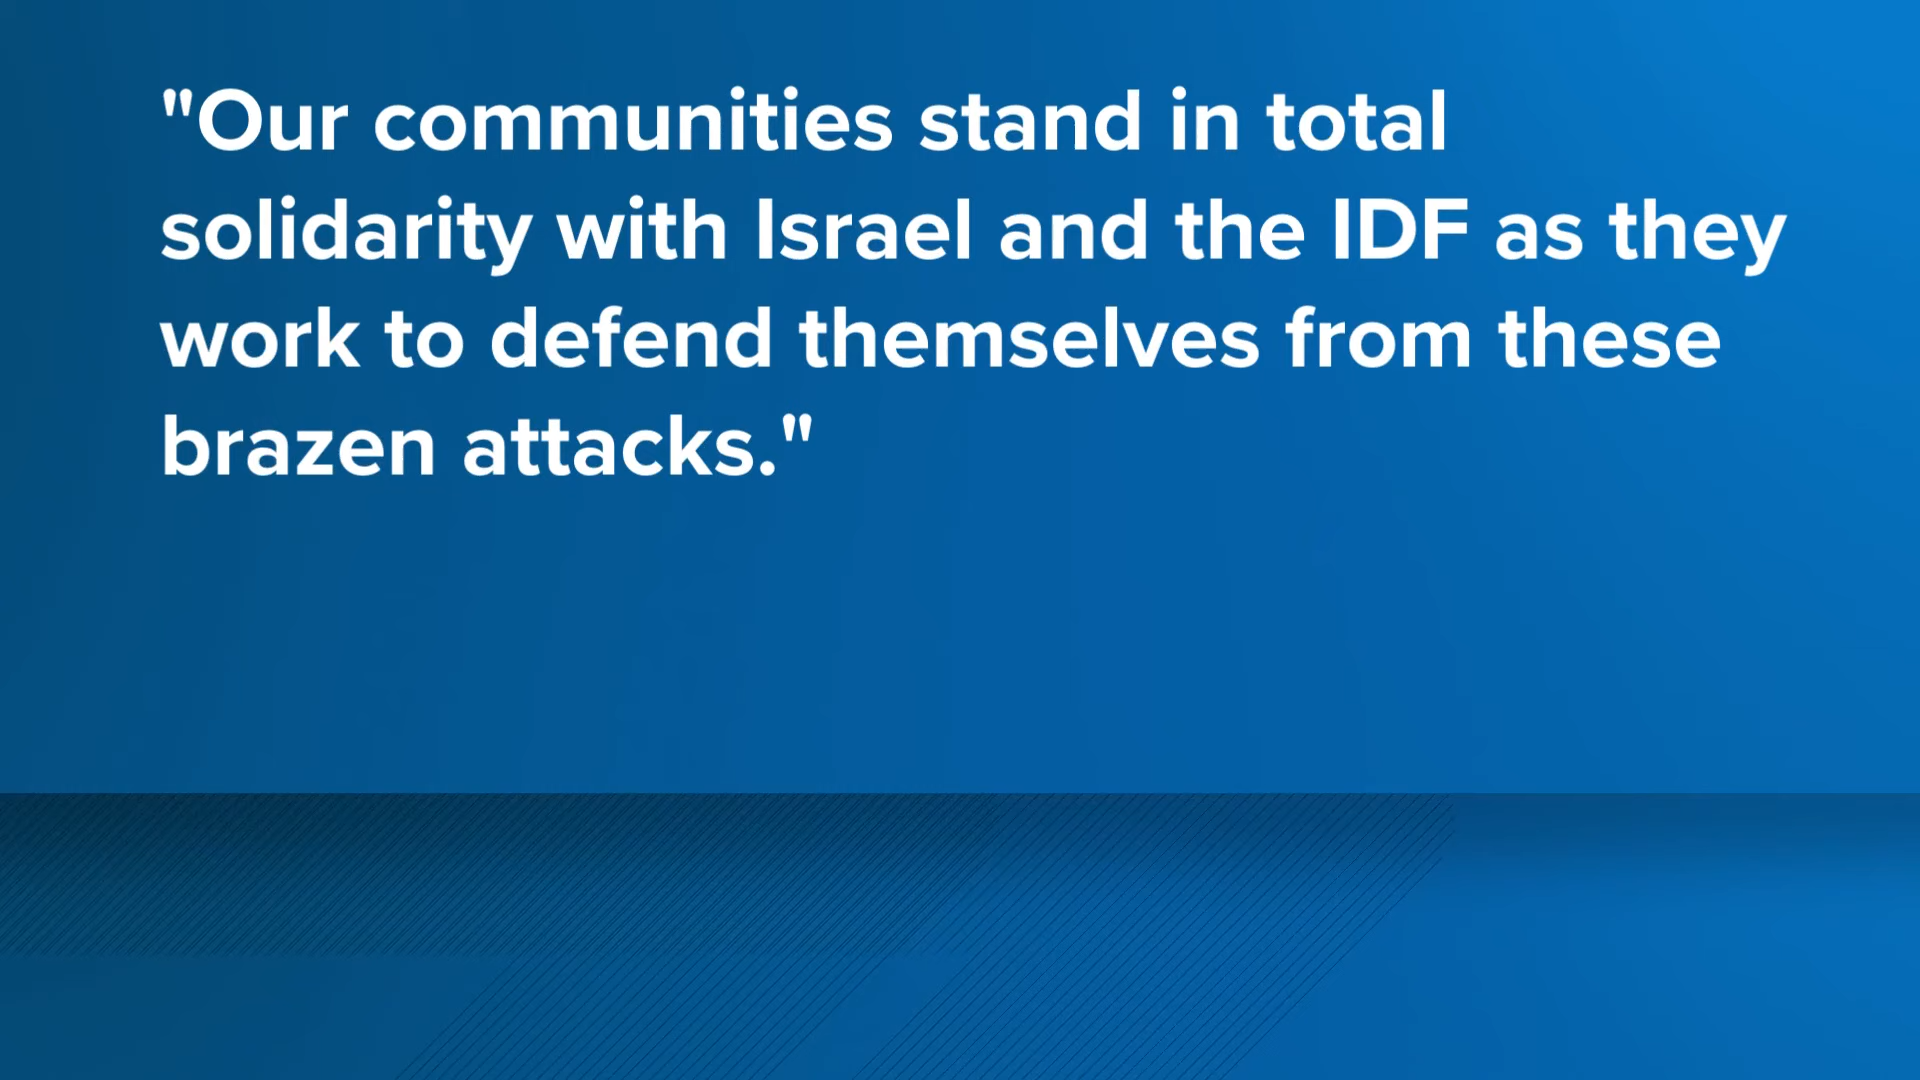 "Our communities stand in total
solidarity with Israel and the IDF as they
work to defend themselves from these
brazen attacks."